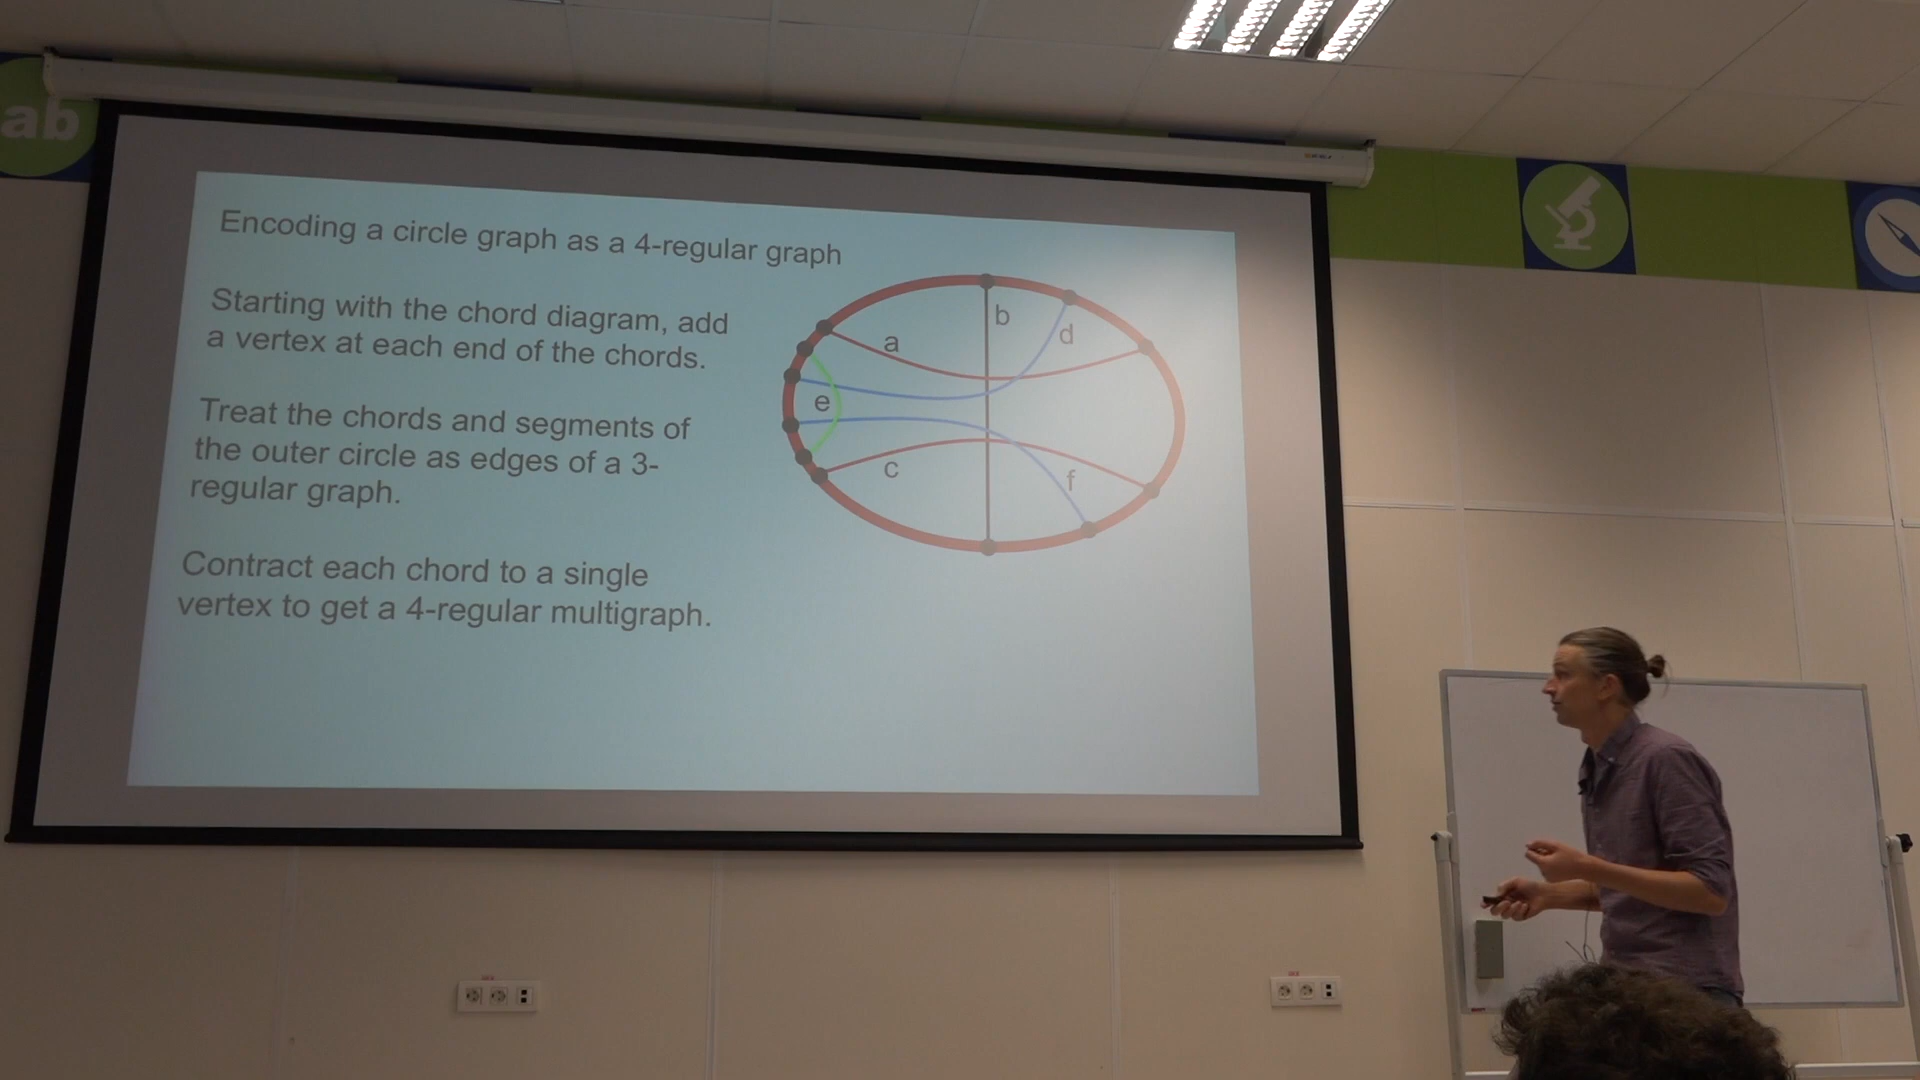 ab
Encoding a circle graph as a 4-regular graph
Starting with the chord diagram, add
a vertex at each end of the chords.
Treat the chords and segments of
the outer circle as edges of a 3-
regular graph.
Contract each chord to a single
vertex to get a 4-regular multigraph.
b
d
a
e
c
f